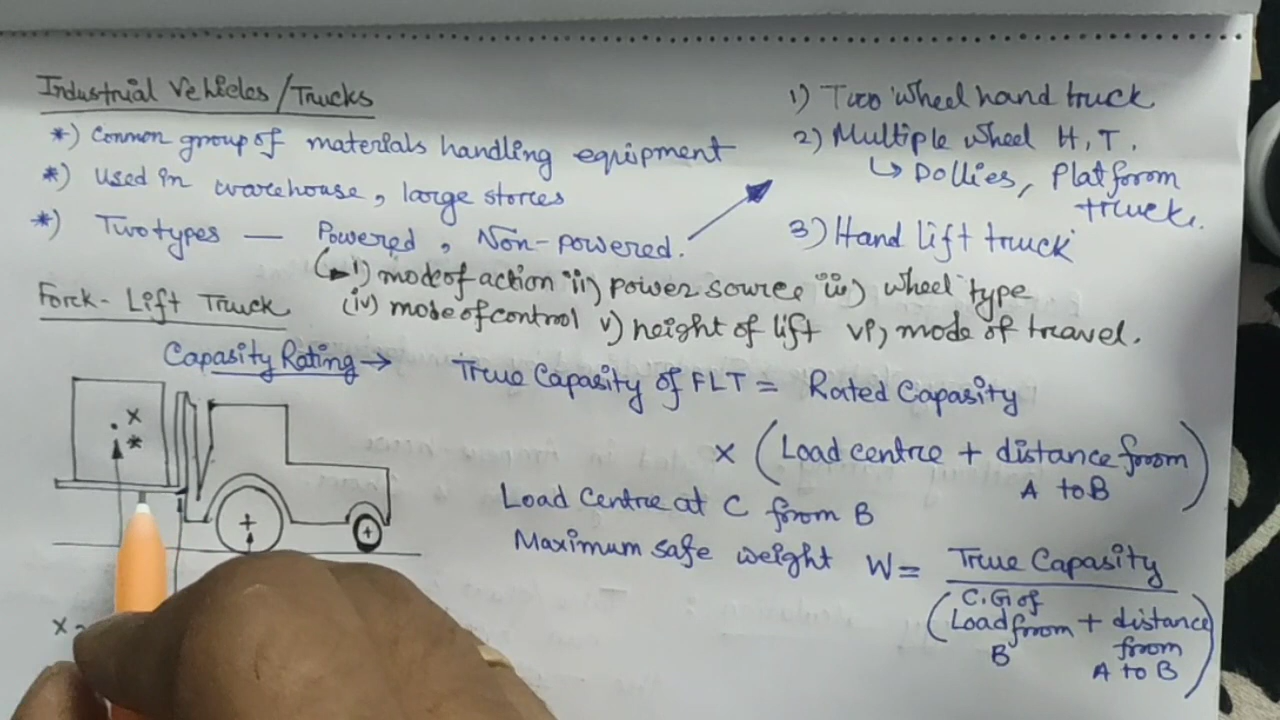 Industrial Vehicles/Trucks
*) Common group of materials handling equipment
*) Used in warehouse, large stores
*) Two types — Powered, Non-powered.
1) Two wheel hand truck
2) Multiple wheel H.T.
↳ Dollies, Platform
truck.
3) Hand lift truck
(→i) mode of action ii) power source iii) wheel type
(iv) mode of control v) height of lift vi) mode of travel.
Forck-Lift Truck
Capasity Rating →
True Capasity of FLT = Rated Capasity
× (Load centre + distance from
A to B)
Load Centre at C from B
Maximum safe weight W = True Capasity
(C.G of
Load from + distance
B
from
A to B)
x
*
+
+
x